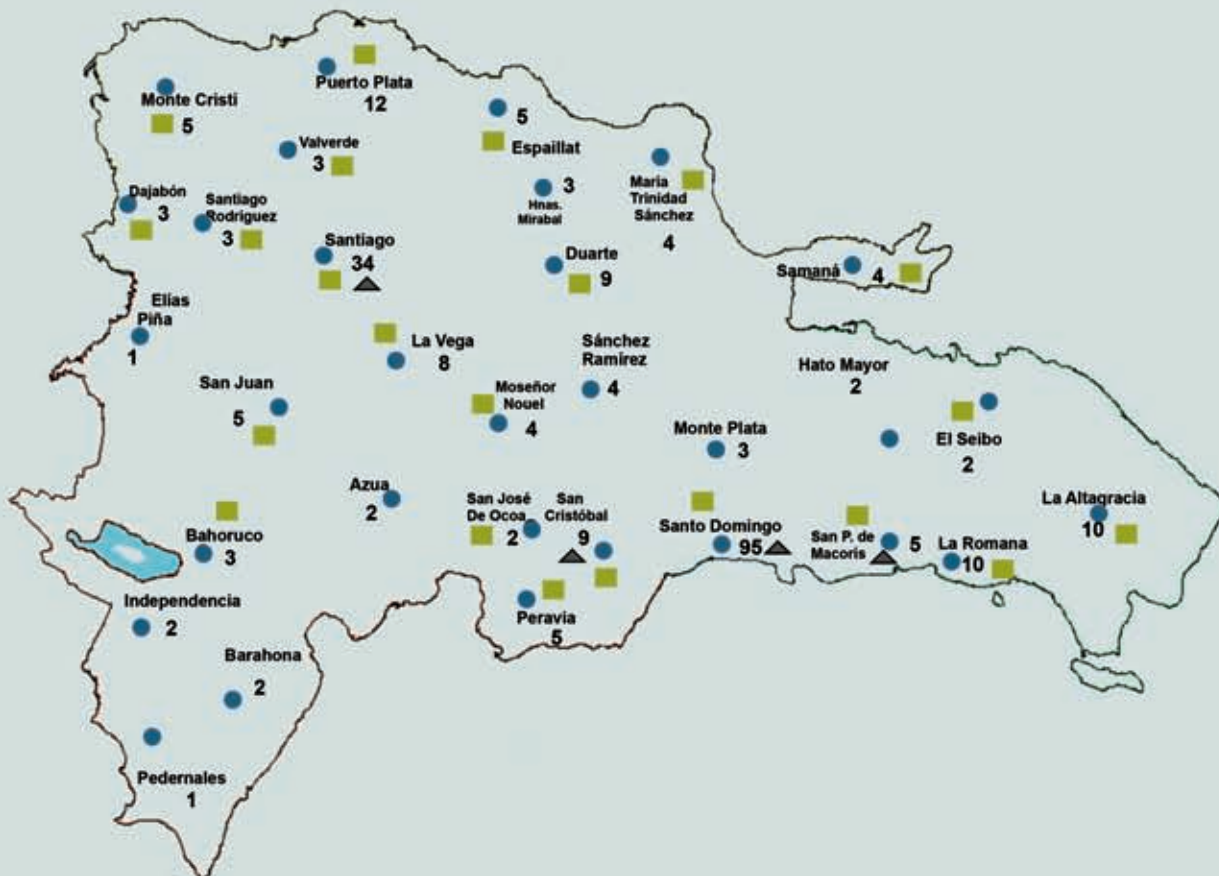 Puerto Plata
12
Monte Cristi
5
5
Espaillat
Valverde
3
3
Hnas.
Mirabal
Maria
Trinidad
Sánchez
4
Dajabón
3
Santiago
Rodriguez
3
Santiago
34
Duarte
9
Samaná
4
Elías
Piña
1
La Vega
8
Sánchez
Ramírez
4
Hato Mayor
2
San Juan
5
Moseñor
Nouel
4
Monte Plata
3
El Seibo
2
Azua
2
San José
De Ocoa
2
San
Cristóbal
9
Santo Domingo
95
San P. de
Macoris
5
La Romana
10
La Altagracia
10
Bahoruco
3
Independencia
2
Peravia
5
Barahona
2
Pedernales
1